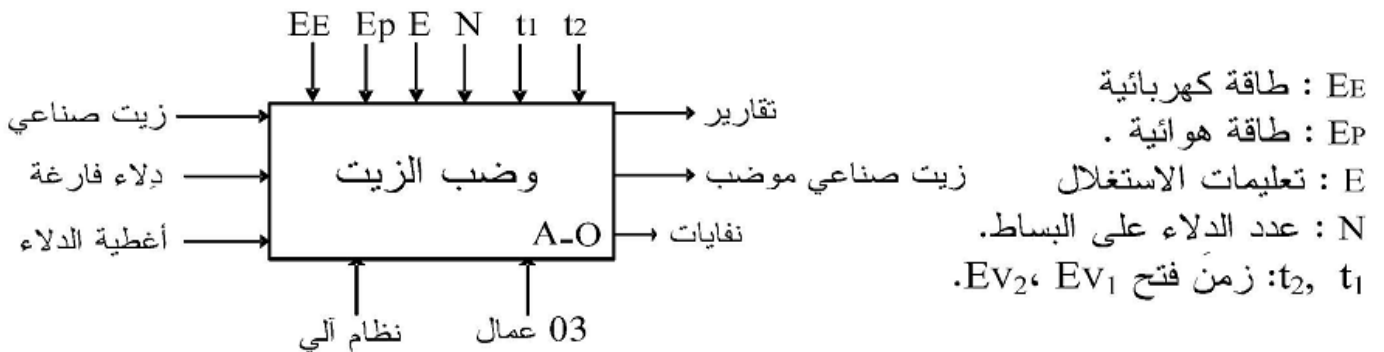 EE Ep E N t1 t2
زيت صناعي
دِلاء فارغة
أغطية الدلاء
وضب الزيت
A-O
تقارير
زيت صناعي موضب
نفايات
نظام آلي
03 عمال
EE : طاقة كهربائية
EP : طاقة هوائية .
E : تعليمات الاستغلال
N : عدد الدلاء على البساط.
t1 ,t2: زمنَ فتح Ev1 ،Ev2.